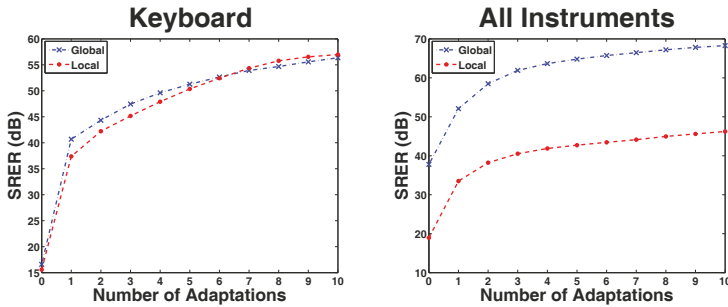 Keyboard
60
55
50
45
40
35
30
25
20
15
SRER (dB)
Global
Local
0 1 2 3 4 5 6 7 8 9 10
Number of Adaptations
All Instruments
70
60
50
40
30
20
10
SRER (dB)
Global
Local
0 1 2 3 4 5 6 7 8 9 10
Number of Adaptations